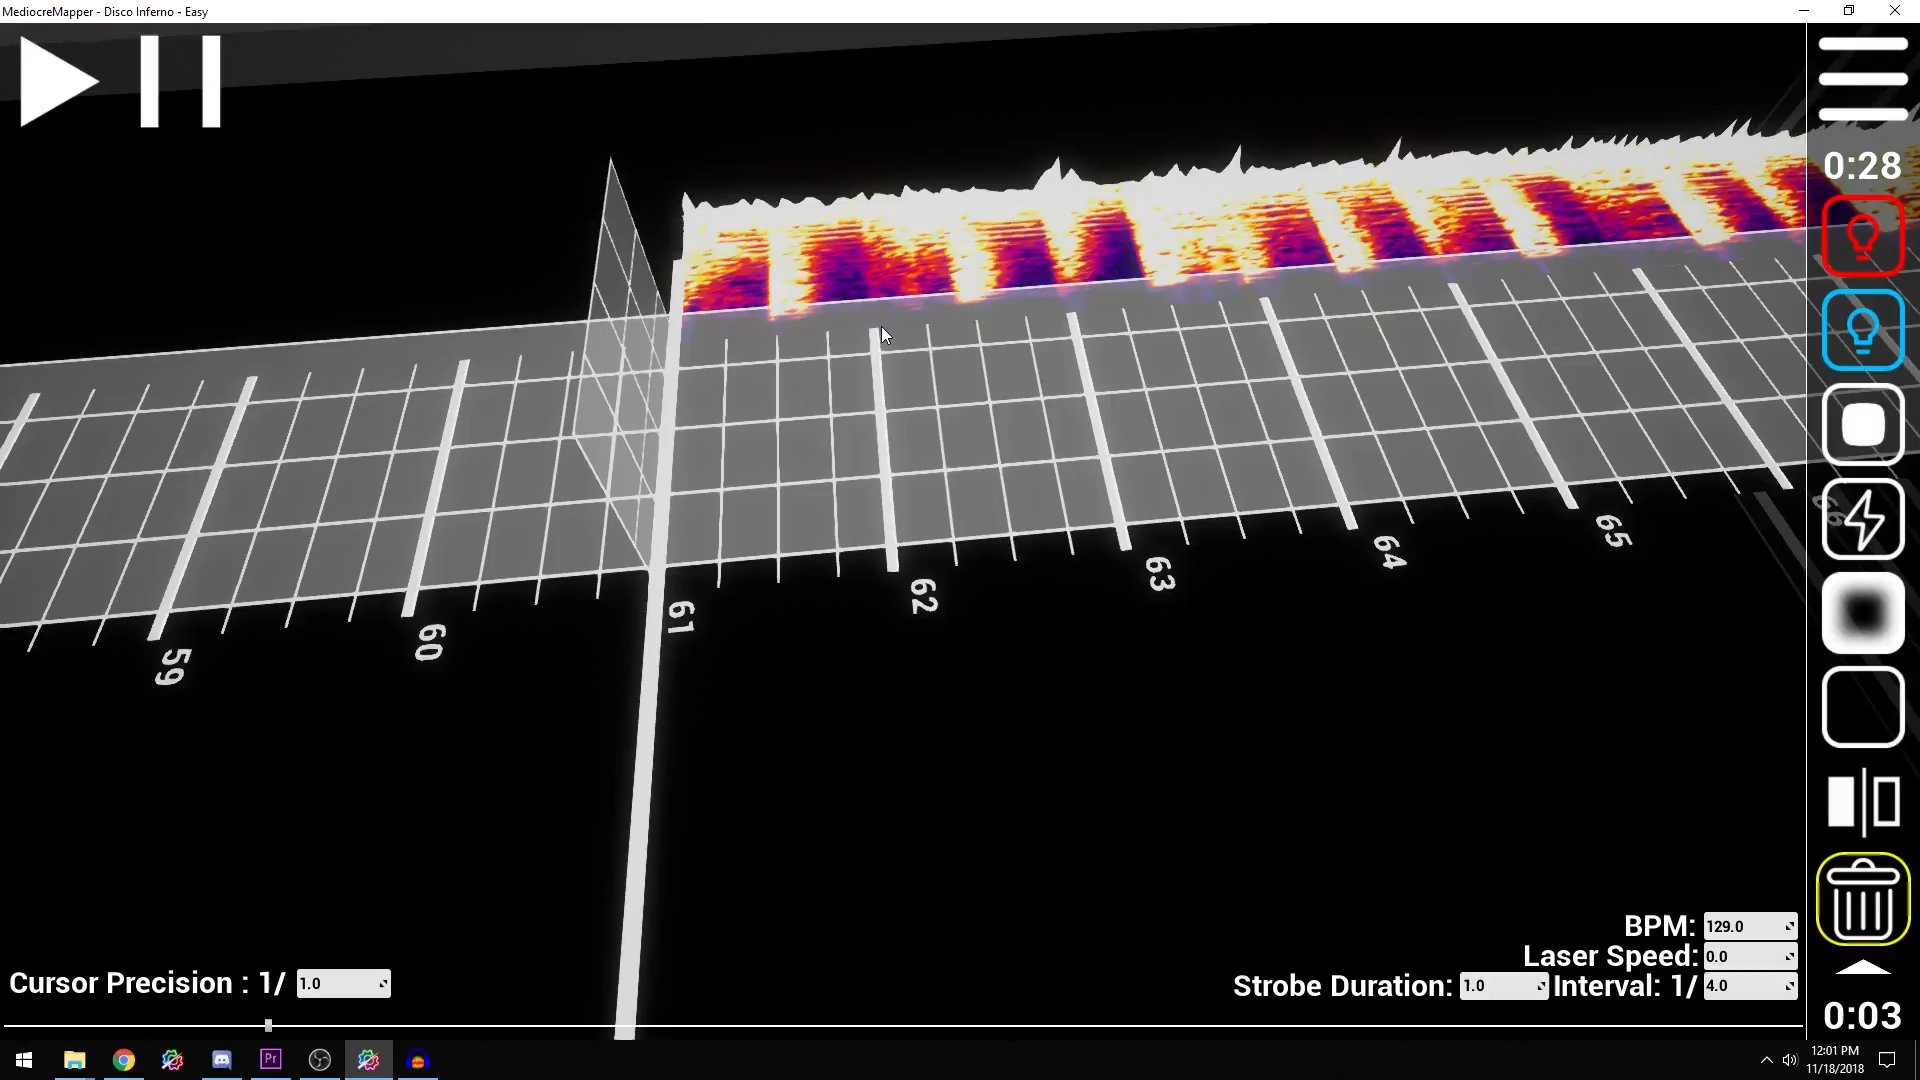 MediocreMapper - Disco Inferno - Easy
0:28
59
60
61
62
63
64
65
66
BPM: 129.0
Laser Speed: 0.0
Cursor Precision : 1/ 1.0
Strobe Duration: 1.0 Interval: 1/ 4.0
0:03
Pr
12:01 PM
11/18/2018